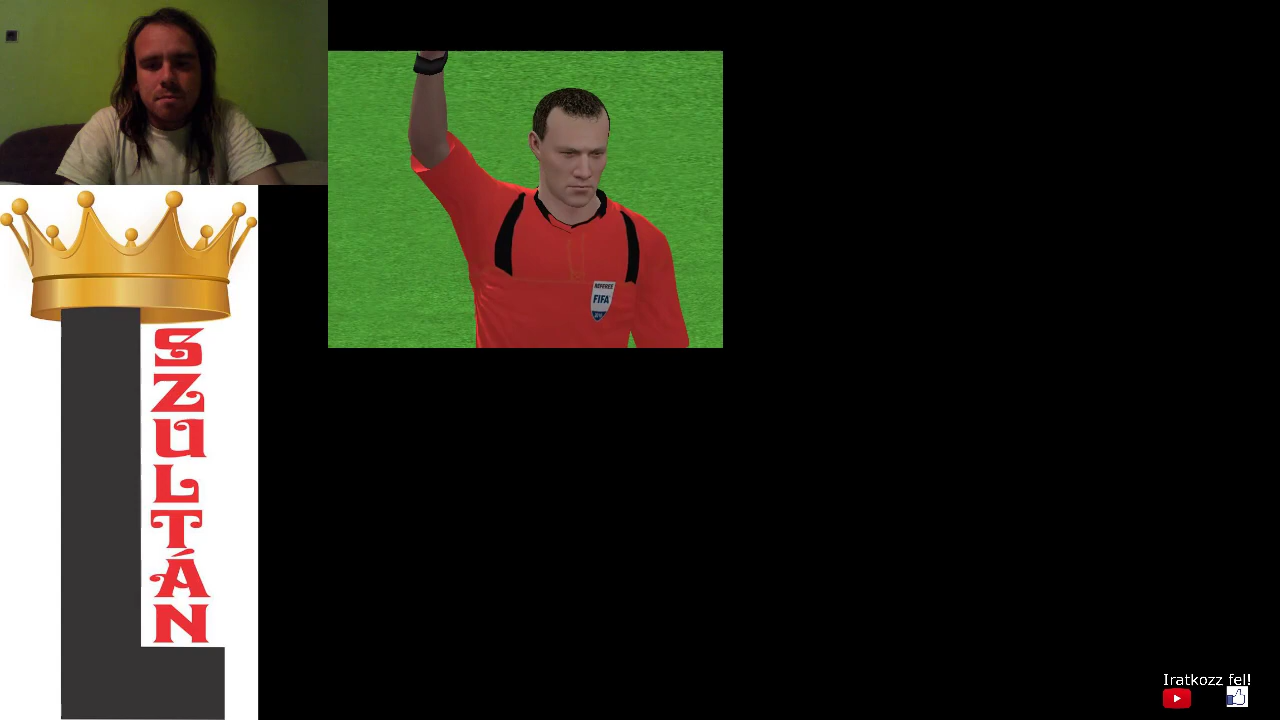 REFEREE
FIFA
L
SZULTÁN
Iratkozz fel!